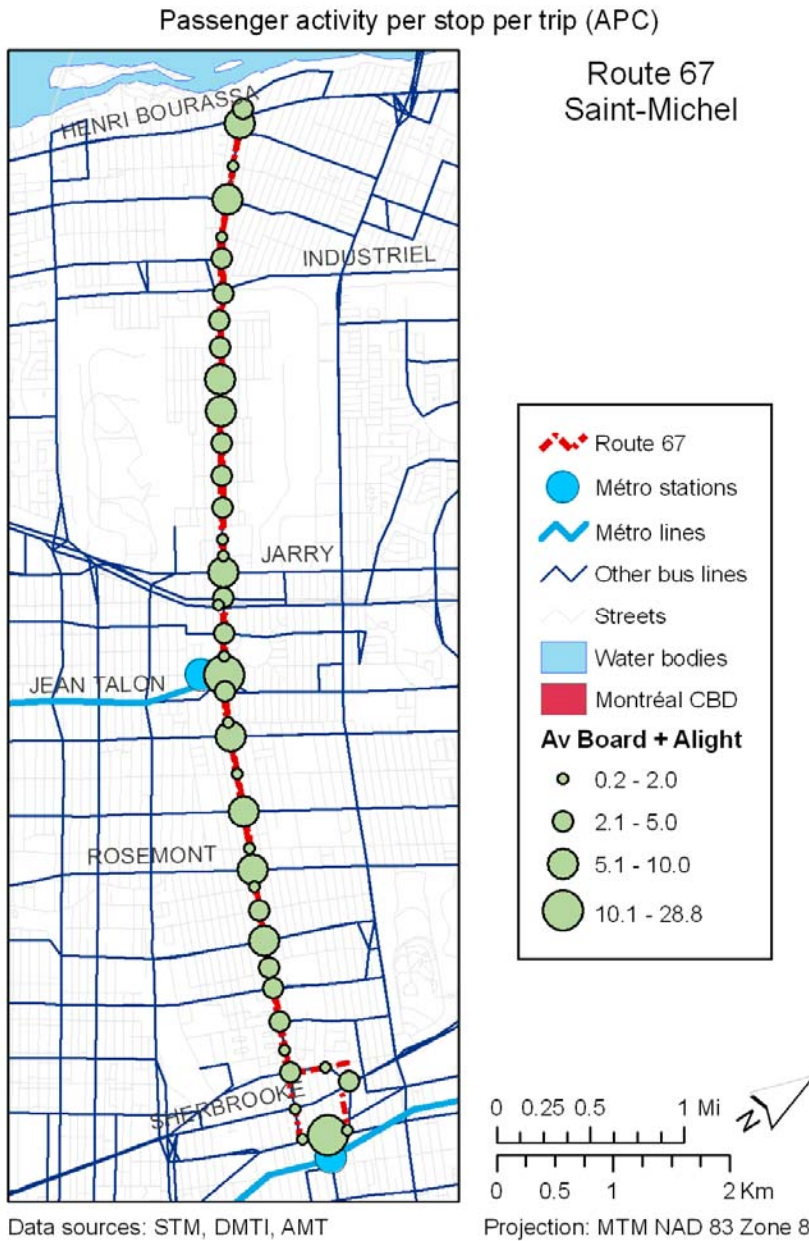 Passenger activity per stop per trip (APC)
Route 67
Saint-Michel
HENRI BOURASSA
INDUSTRIEL
JARRY
JEAN TALON
ROSEMONT
SHERBROOKE
Route 67
Métro stations
Métro lines
Other bus lines
Streets
Water bodies
Montréal CBD
Av Board + Alight
0.2 - 2.0
2.1 - 5.0
5.1 - 10.0
10.1 - 28.8
N
0 0.25 0.5 1 Mi
0 0.5 1 2 Km
Data sources: STM, DMTI, AMT
Projection: MTM NAD 83 Zone 8